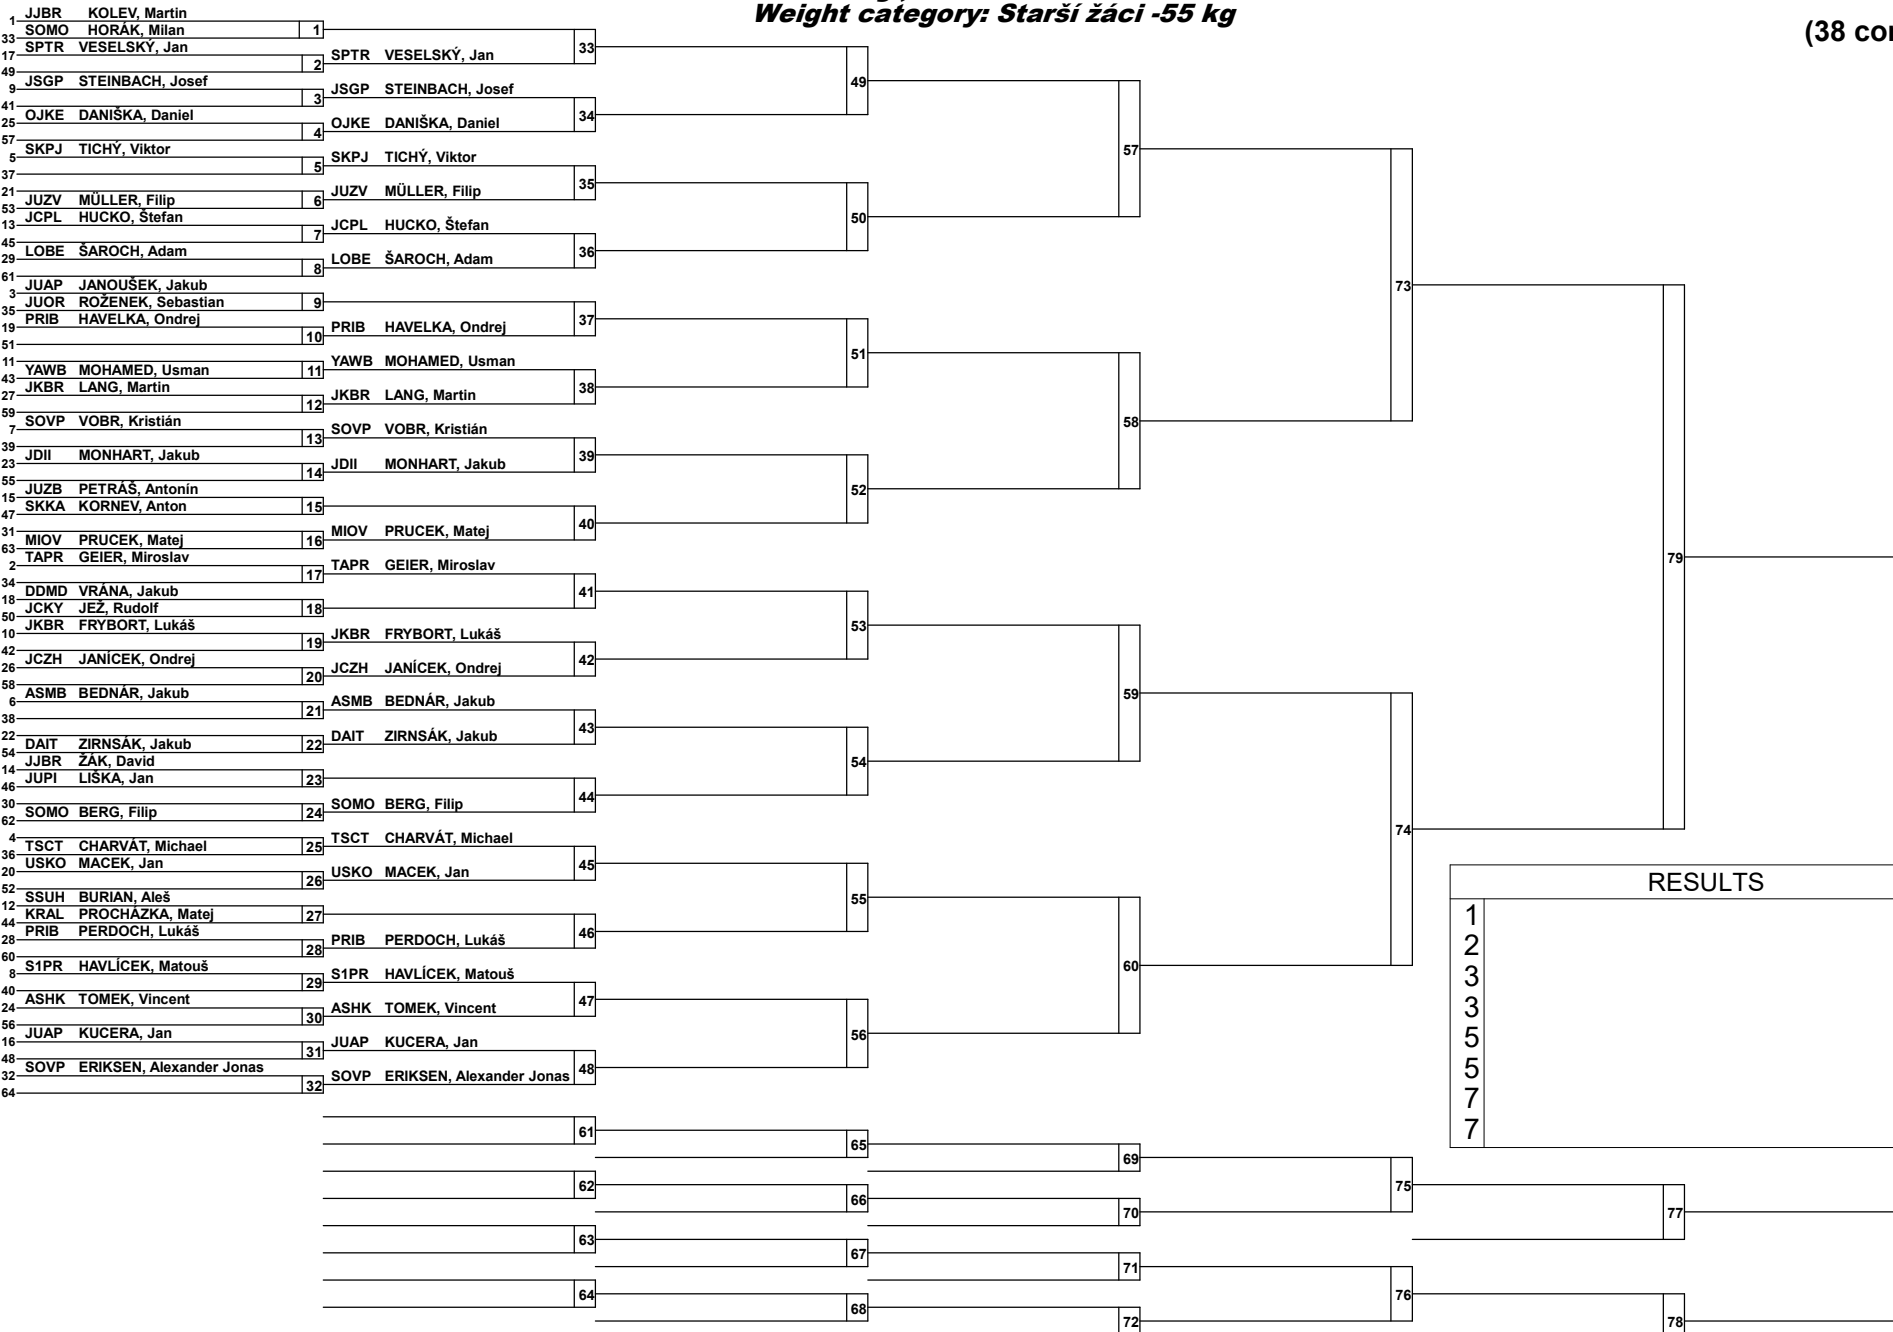 Weight category: Starší žáci -55 kg
(38 con
1 JJBR KOLEV, Martin
33 SOMO HORÁK, Milan 1
17 SPTR VESELSKÝ, Jan
49 2
9 JSGP STEINBACH, Josef
41 3
25 OJKE DANIŠKA, Daniel
57 4
5 SKPJ TICHÝ, Viktor
37 5
21
53 JUZV MÜLLER, Filip 6
13 JCPL HUCKO, Štefan
45 7
29 LOBE ŠAROCH, Adam
61 8
3 JUAP JANOUŠEK, Jakub
35 JUOR ROŽENEK, Sebastian 9
19 PRIB HAVELKA, Ondrej
51 10
11
43 YAWB MOHAMED, Usman 11
27 JKBR LANG, Martin
59 12
7 SOVP VOBR, Kristián
39 13
23 JDII MONHART, Jakub
55 14
15 JUZB PETRÁŠ, Antonín
47 SKKA KORNEV, Anton 15
31
63 MIOV PRUCEK, Matej 16
2 TAPR GEIER, Miroslav
34 17
18 DDMD VRÁNA, Jakub
50 JCKY JEŽ, Rudolf 18
10 JKBR FRYBORT, Lukáš
42 19
26 JCZH JANÍCEK, Ondrej
58 20
6 ASMB BEDNÁR, Jakub
38 21
22
54 DAIT ZIRNSÁK, Jakub 22
14 JJBR ŽÁK, David
46 JUPI LIŠKA, Jan 23
30
62 SOMO BERG, Filip 24
4
36 TSCT CHARVÁT, Michael 25
20 USKO MACEK, Jan
52 26
12 SSUH BURIAN, Aleš
44 KRAL PROCHÁZKA, Matej 27
28 PRIB PERDOCH, Lukáš
60 28
8 S1PR HAVLÍCEK, Matouš
40 29
24 ASHK TOMEK, Vincent
56 30
16 JUAP KUCERA, Jan
48 31
32 SOVP ERIKSEN, Alexander Jonas
64 32
SPTR VESELSKÝ, Jan 33
JSGP STEINBACH, Josef
OJKE DANIŠKA, Daniel 34
SKPJ TICHÝ, Viktor
JUZV MÜLLER, Filip 35
JCPL HUCKO, Štefan
LOBE ŠAROCH, Adam 36
PRIB HAVELKA, Ondrej 37
YAWB MOHAMED, Usman
JKBR LANG, Martin 38
SOVP VOBR, Kristián
JDII MONHART, Jakub 39
MIOV PRUCEK, Matej 40
TAPR GEIER, Miroslav
41
JKBR FRYBORT, Lukáš
JCZH JANÍCEK, Ondrej 42
ASMB BEDNÁR, Jakub
DAIT ZIRNSÁK, Jakub 43
SOMO BERG, Filip 44
TSCT CHARVÁT, Michael
USKO MACEK, Jan 45
PRIB PERDOCH, Lukáš 46
S1PR HAVLÍCEK, Matouš
ASHK TOMEK, Vincent 47
JUAP KUCERA, Jan
SOVP ERIKSEN, Alexander Jonas 48
49
50
51
52
53
54
55
56
57
58
59
60
73
74
79
RESULTS
1
2
3
3
5
5
7
7
61
62
63
64
65
66
67
68
69
70
71
72
75
76
77
78